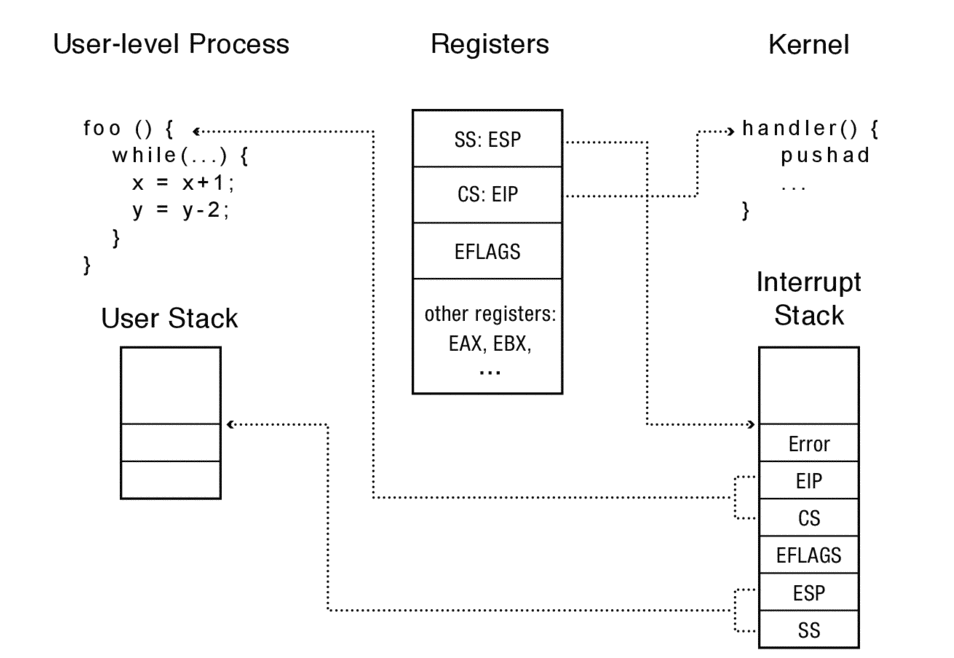 User-level Process
Registers
Kernel
foo () {
while(...) {
x = x+1;
y = y-2;
}
}
SS: ESP
CS: EIP
EFLAGS
other registers:
EAX, EBX,
...
handler() {
pushad
...
}
User Stack
Interrupt
Stack
Error
EIP
CS
EFLAGS
ESP
SS